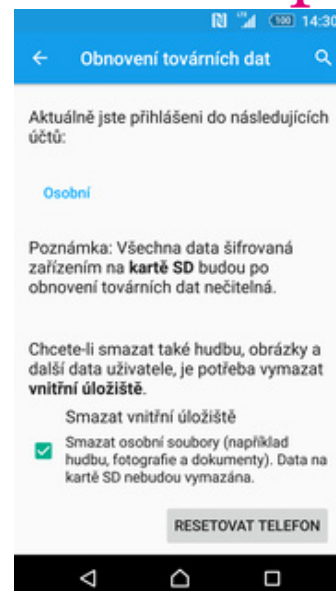 LTE 100 14:30
Obnovení továrních dat
Aktuálně jste přihlášeni do následujících
účtů:
Osobní
Poznámka: Všechna data šifrovaná
zařízením na kartě SD budou po
obnovení továrních dat nečitelná.
Chcete-li smazat také hudbu, obrázky a
další data uživatele, je potřeba vymazat
vnitřní úložiště.
Smazat vnitřní úložiště
Smazat osobní soubory (například
hudbu, fotografie a dokumenty). Data na
kartě SD nebudou vymazána.
RESETOVAT TELEFON